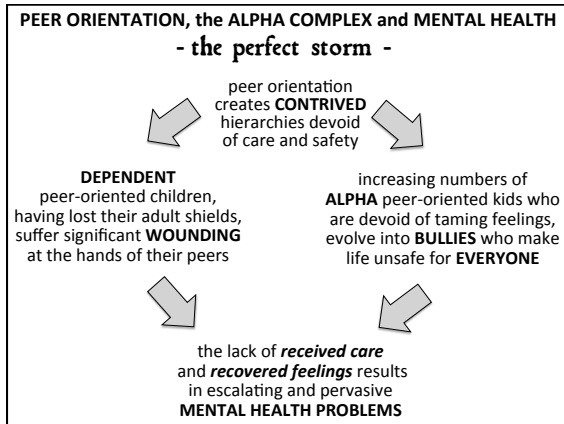 PEER ORIENTATION, the ALPHA COMPLEX and MENTAL HEALTH
- the perfect storm -
peer orientation
creates CONTRIVED
hierarchies devoid
of care and safety
DEPENDENT
peer-oriented children,
having lost their adult shields,
suffer significant WOUNDING
at the hands of their peers
increasing numbers of
ALPHA peer-oriented kids who
are devoid of taming feelings,
evolve into BULLIES who make
life unsafe for EVERYONE
the lack of received care
and recovered feelings results
in escalating and pervasive
MENTAL HEALTH PROBLEMS